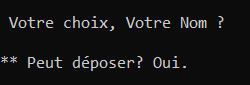 Votre choix, Votre Nom ?
** Peut déposer? Oui.